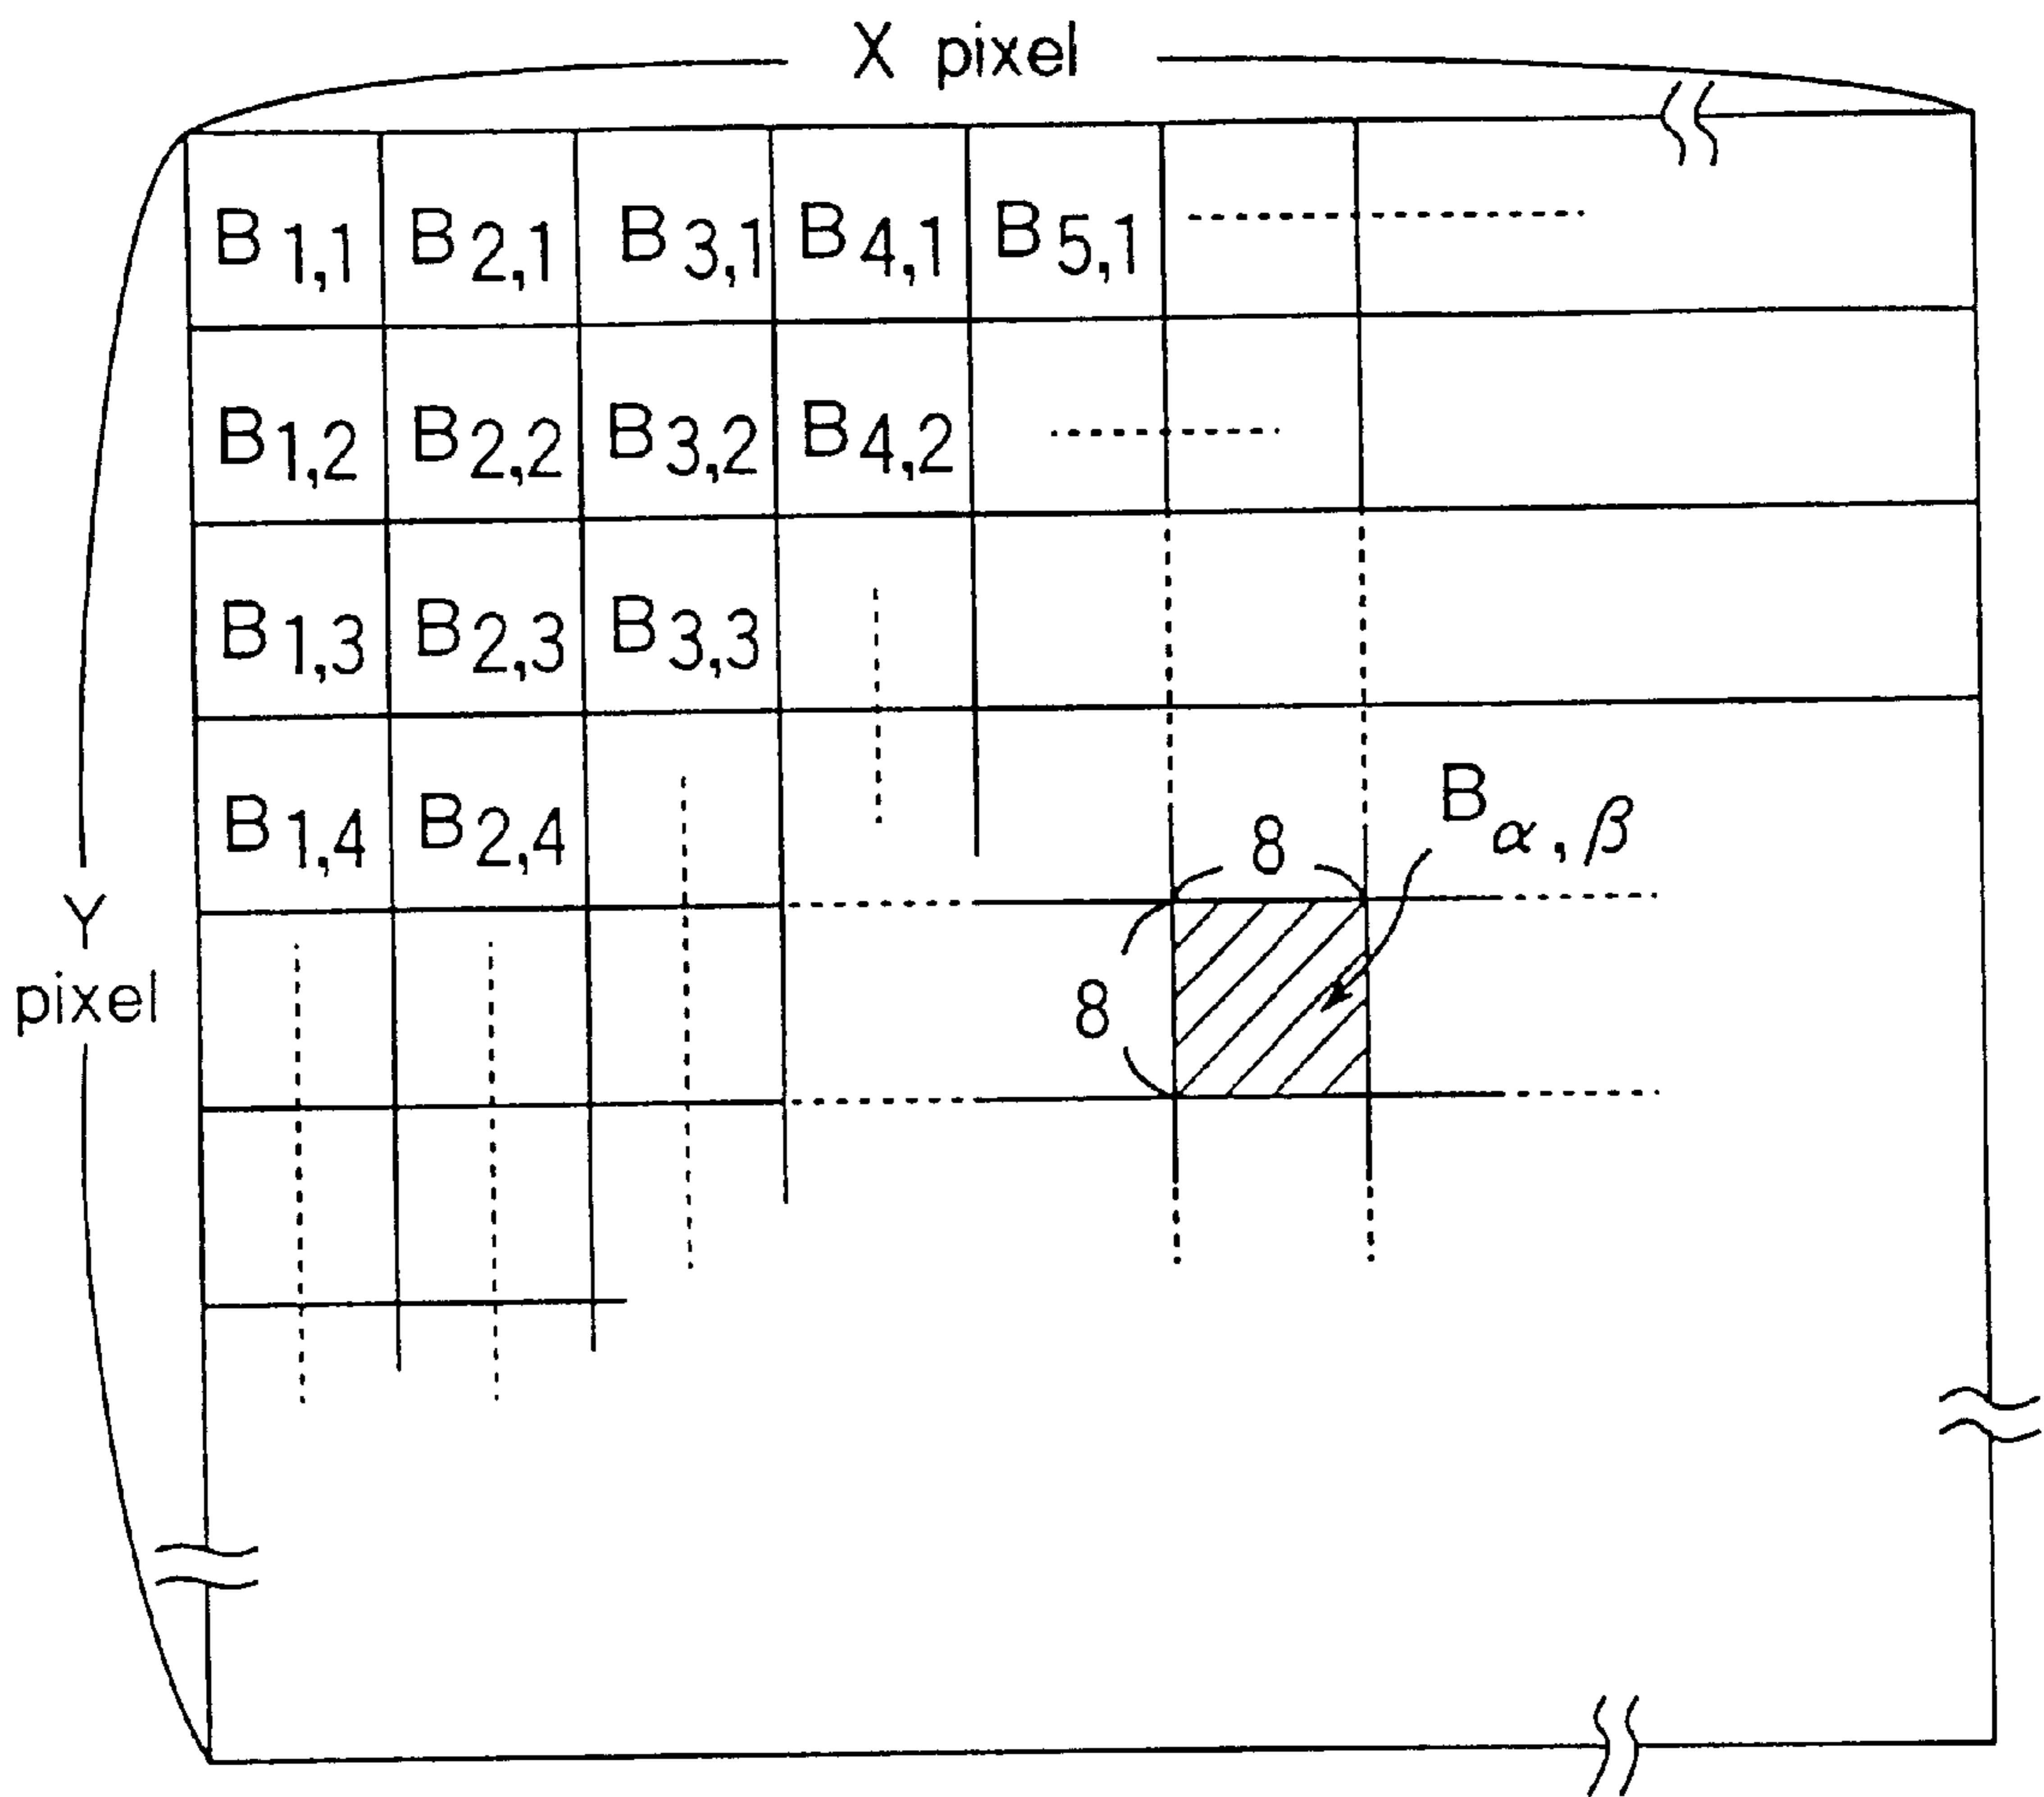 X pixel
B1,1 B2,1 B3,1 B4,1 B5,1
B1,2 B2,2 B3,2 B4,2
B1,3 B2,3 B3,3
B1,4 B2,4
Bα,β
8
8
Y
pixel